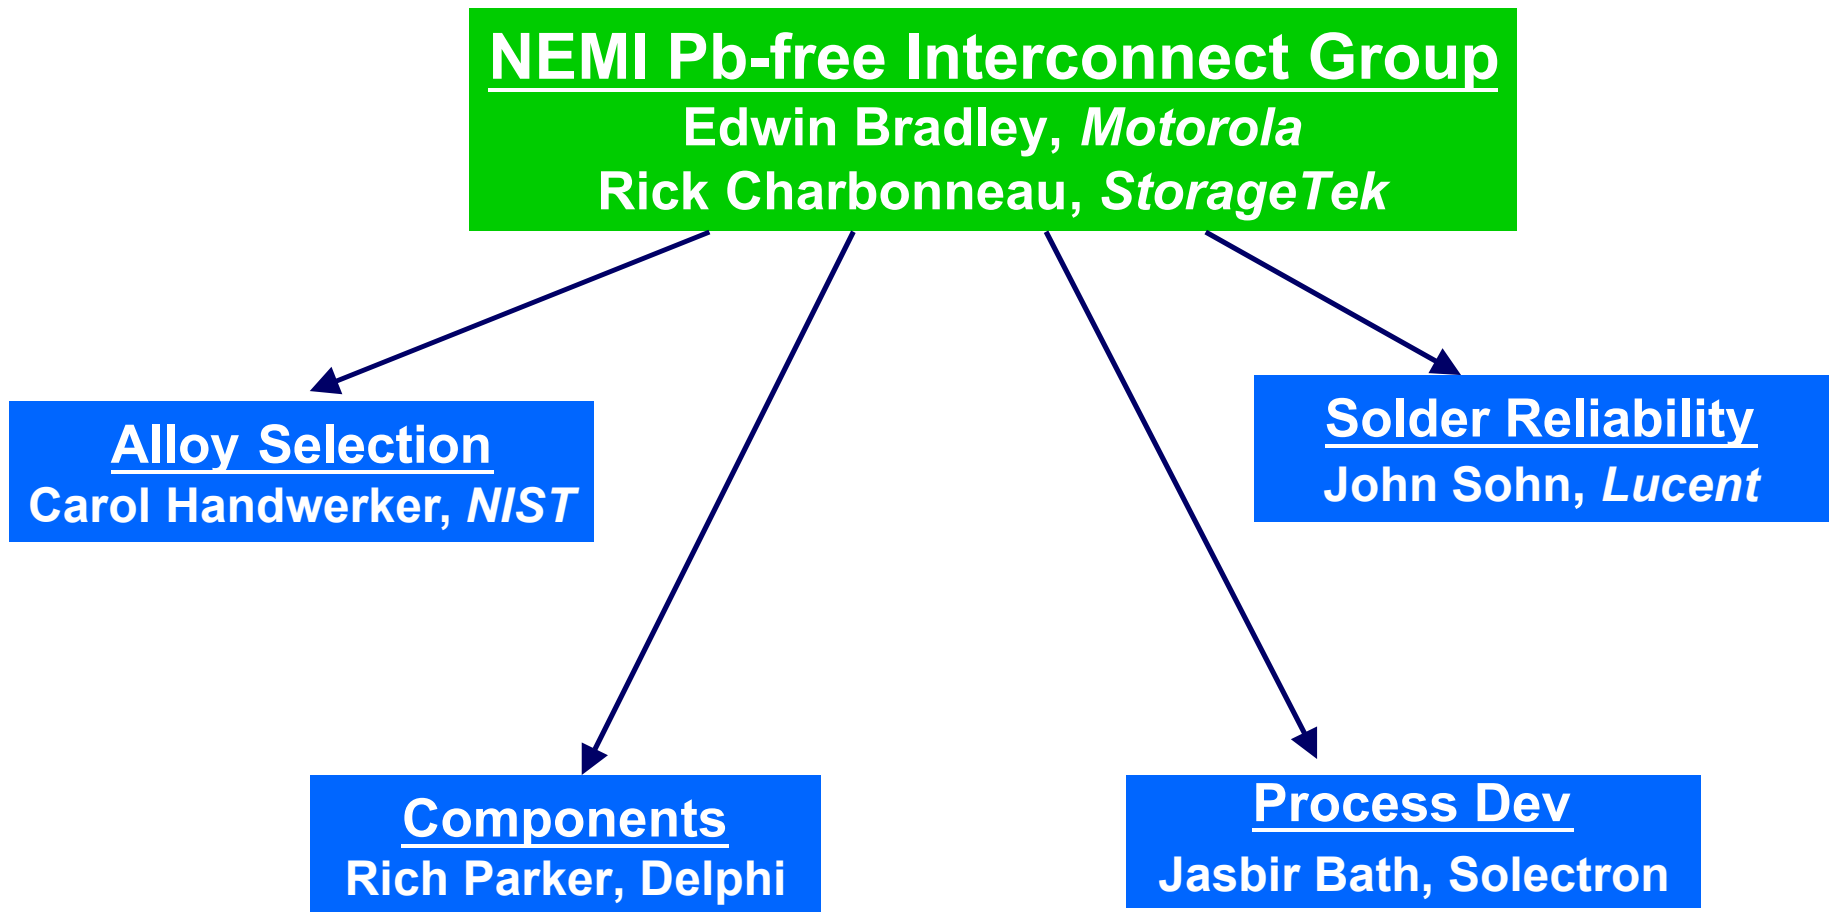 NEMI Pb-free Interconnect Group
Edwin Bradley, Motorola
Rick Charbonneau, StorageTek
Alloy Selection
Carol Handwerker, NIST
Solder Reliability
John Sohn, Lucent
Components
Rich Parker, Delphi
Process Dev
Jasbir Bath, Solectron